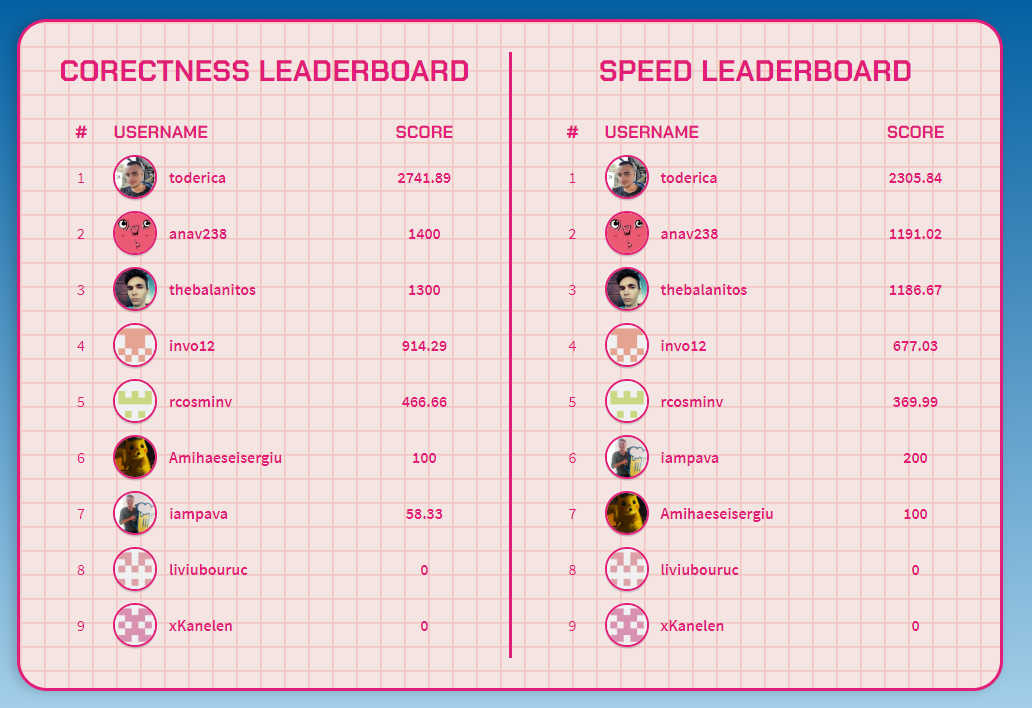 CORECTNESS LEADERBOARD
# USERNAME SCORE
1 toderica 2741.89
2 anav238 1400
3 thebalanitos 1300
4 invo12 914.29
5 rcosminv 466.66
6 Amihaeseisergiu 100
7 iampava 58.33
8 liviubouruc 0
9 xKanelen 0
SPEED LEADERBOARD
# USERNAME SCORE
1 toderica 2305.84
2 anav238 1191.02
3 thebalanitos 1186.67
4 invo12 677.03
5 rcosminv 369.99
6 iampava 200
7 Amihaeseisergiu 100
8 liviubouruc 0
9 xKanelen 0